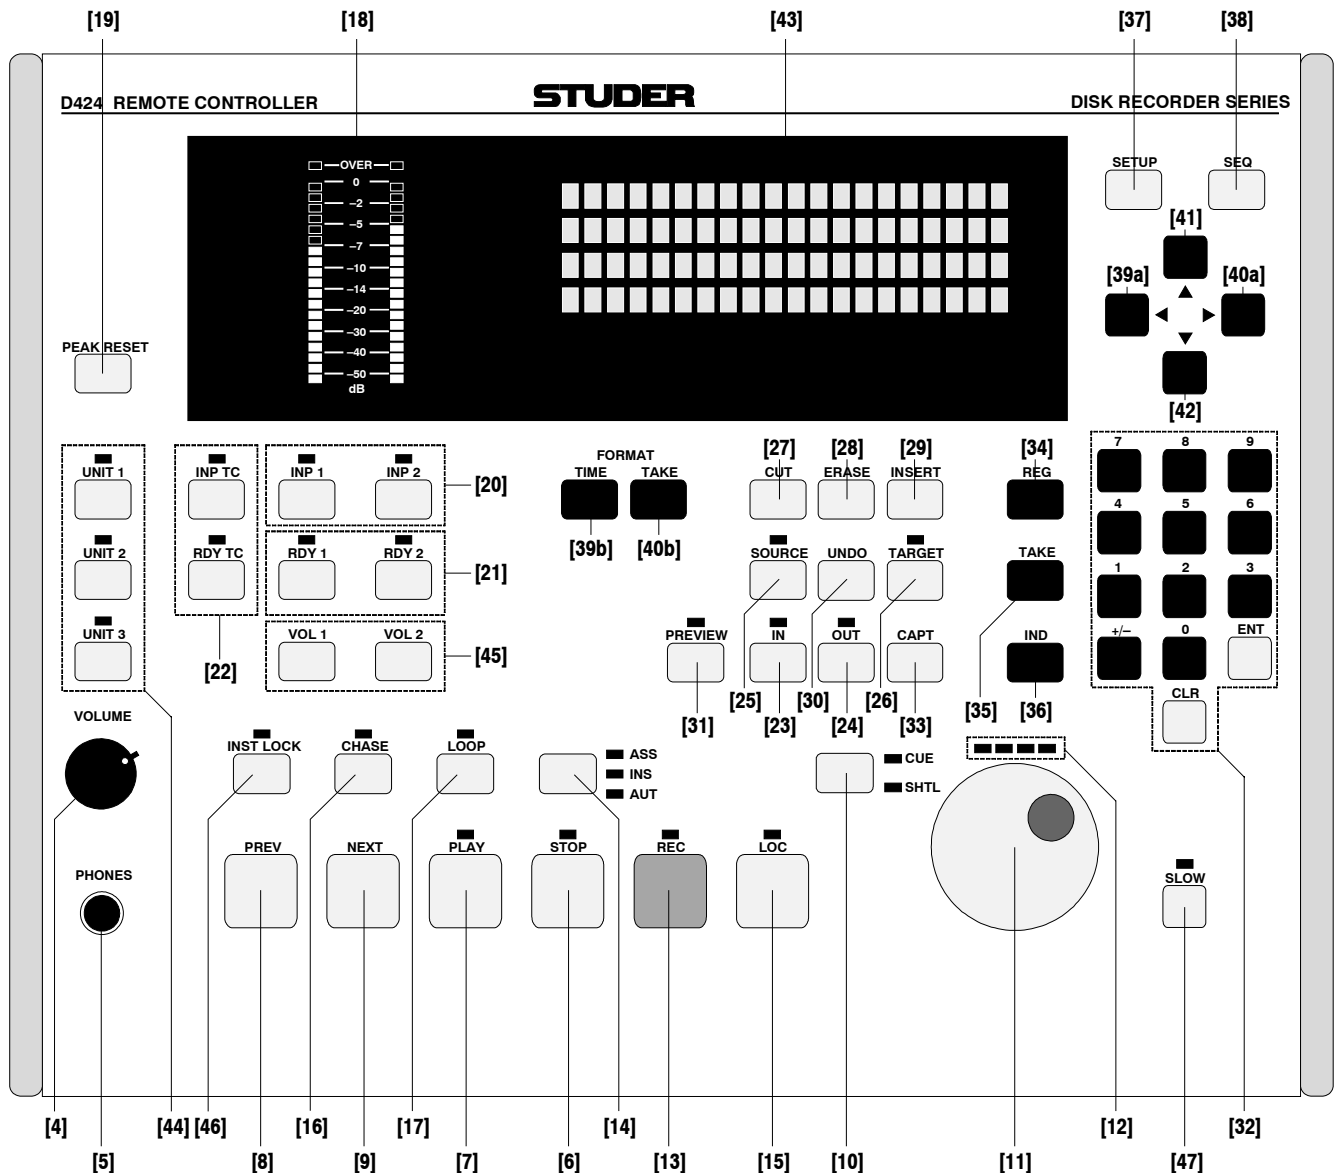 [19] [18] [43] [37] [38]
D424 REMOTE CONTROLLER STUDER DISK RECORDER SERIES
OVER
0
–2
–5
–7
–10
–14
–20
–30
–40
–50
dB
SETUP SEQ
[41]
[39a] [40a]
[42]
PEAK RESET
UNIT 1 INP TC INP 1 INP 2 [20]
UNIT 2 RDY TC RDY 1 RDY 2 [21]
UNIT 3 [22] VOL 1 VOL 2 [45]
FORMAT
TIME TAKE
[39b] [40b]
[27] [28] [29] [34]
CUT ERASE INSERT REG
SOURCE UNDO TARGET TAKE
PREVIEW IN OUT CAPT IND
[25] [30] [26] [35] [36]
[31] [23] [24] [33]
7 8 9
4 5 6
1 2 3
+/– 0 ENT
CLR
VOLUME
INST LOCK CHASE LOOP
ASS
INS
AUT
CUE
SHTL
PREV NEXT PLAY STOP REC LOC
PHONES
SLOW
[4] [44] [46] [16] [17] [14] [12] [32]
[5] [8] [9] [7] [6] [13] [15] [10] [11] [47]